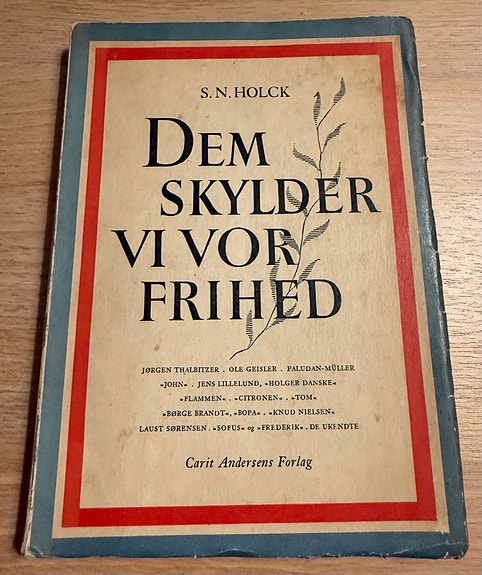 S. N. HOLCK
DEM
SKYLDER
VI VOR
FRIHED
JØRGEN THALBITZER . OLE GEISLER . PALUDAN-MÜLLER
»JOHN« . JENS LILLELUND, »HOLGER DANSKE«
»FLAMMEN« . »CITRONEN« . »TOM«
»BØRGE BRANDT«, »BOPA« . »KNUD NIELSEN«
LAUST SØRENSEN . »SOFUS« og »FREDERIK« . DE UKENDTE
Carit Andersens Forlag